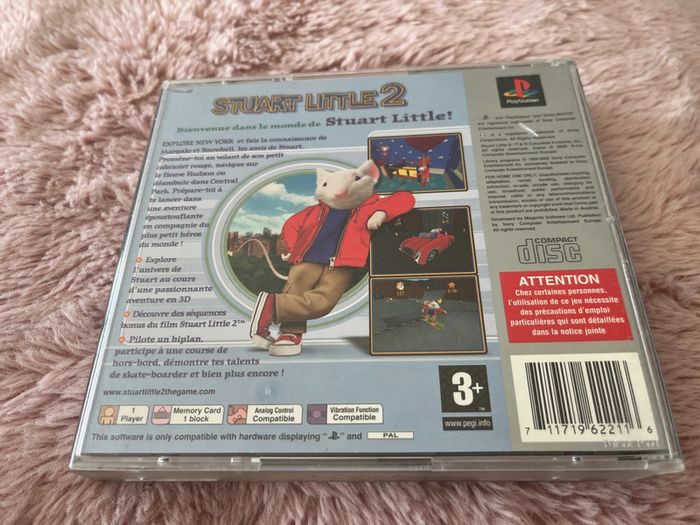 STUART LITTLE 2
Bienvenue dans le monde de Stuart Little!
EXPLORE NEW YORK et fais la connaissance de
Margalo et Snowbell, les amis de Stuart.
Promène-toi au volant de son petit
cabriolet rouge, navigue sur
le fleuve Hudson ou
déambule dans Central
Park. Prépare-toi à
te lancer dans
une aventure
époustouflante
en compagnie du
plus petit héros
du monde !
Explore
l'univers de
Stuart au cours
d'une passionnante
aventure en 3D
Découvre des séquences
bonus du film Stuart Little 2™
Pilote un biplan,
participe à une course de
hors-bord, démontre tes talents
de skate-boarder et bien plus encore !
www.stuartlittle2thegame.com
1
Player
Memory Card
1 block
Analog Control
Compatible
Vibration Function
Compatible
This software is only compatible with hardware displaying "PS" and PAL
3+
www.pegi.info
PlayStation
FOR HOME USE ONLY.
COMPACT
disc
ATTENTION
Chez certaines personnes,
l'utilisation de ce jeu nécessite
des précautions d'emploi
particulières qui sont détaillées
dans la notice jointe
7 11719 62211 6